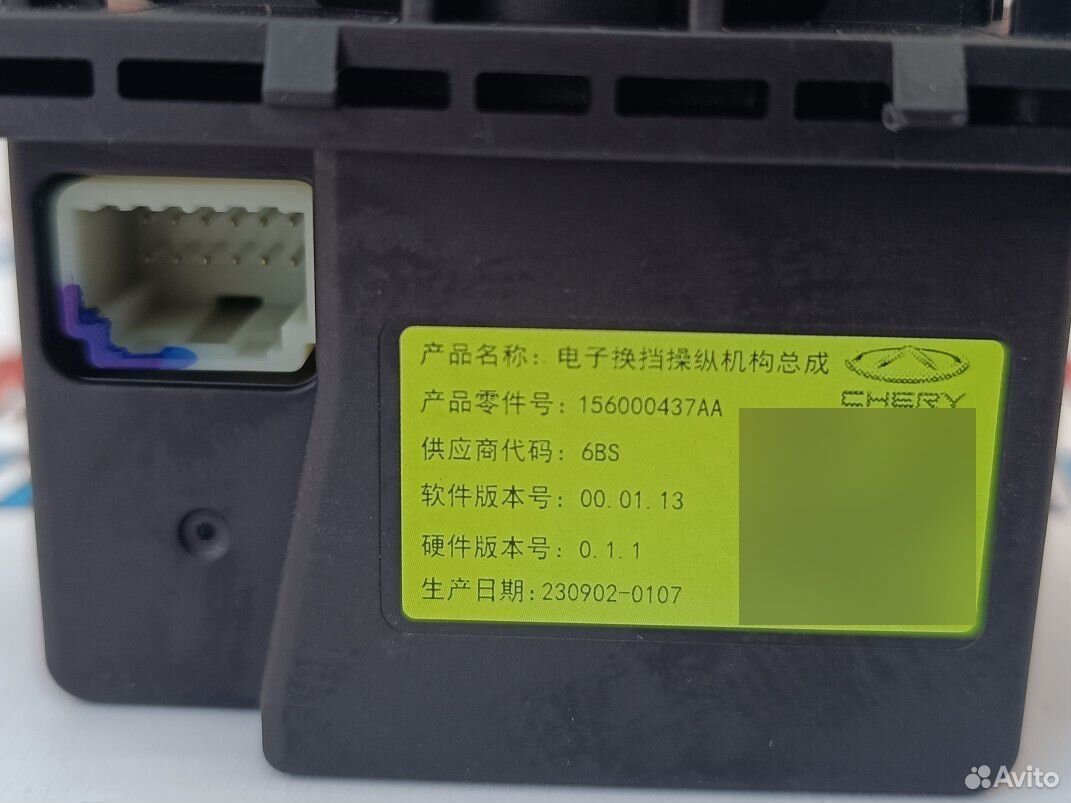 产品名称：电子换挡操纵机构总成
CHERY
产品零件号：156000437AA
供应商代码：6BS
软件版本号：00.01.13
硬件版本号：0.1.1
生产日期:230902-0107
Avito